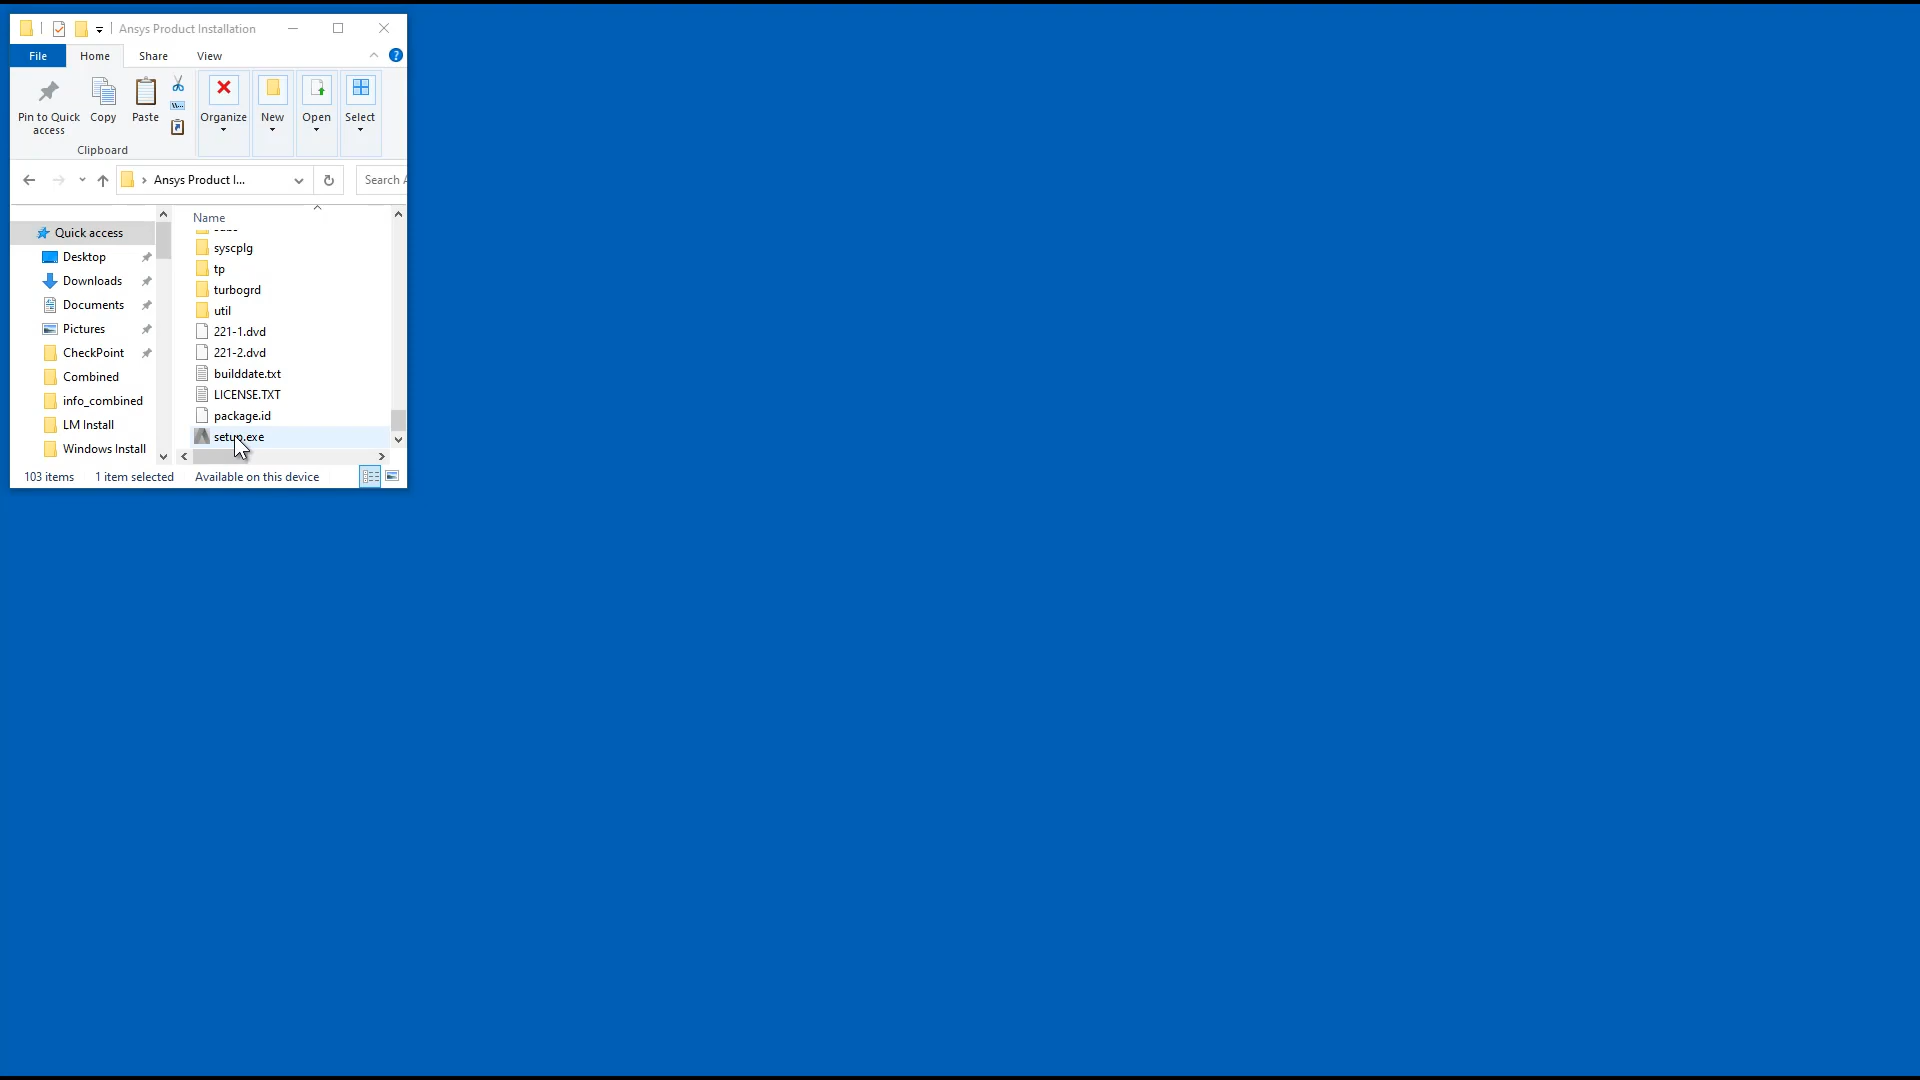 Ansys Product Installation
File Home Share View
Pin to Quick access
Copy
Paste
Organize
New
Open
Select
Clipboard
Ansys Product I...
Search
Name
Quick access
Desktop
Downloads
Documents
Pictures
CheckPoint
Combined
info_combined
LM Install
Windows Install
syscplg
tp
turbogrd
util
221-1.dvd
221-2.dvd
builddate.txt
LICENSE.TXT
package.id
setup.exe
103 items 1 item selected Available on this device